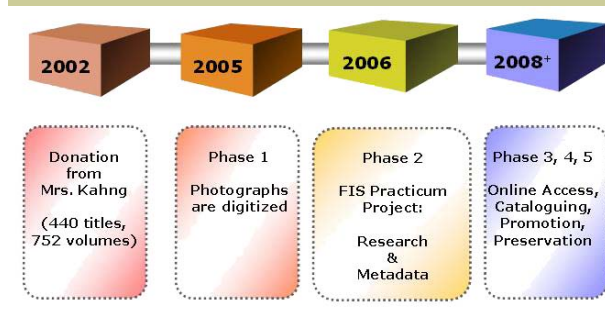 2002
2005
2006
2008+
Donation
from
Mrs. Kahng
(440 titles,
752 volumes)
Phase 1
Photographs
are digitized
Phase 2
FIS Practicum
Project:
Research
&
Metadata
Phase 3, 4, 5
Online Access,
Cataloguing,
Promotion,
Preservation